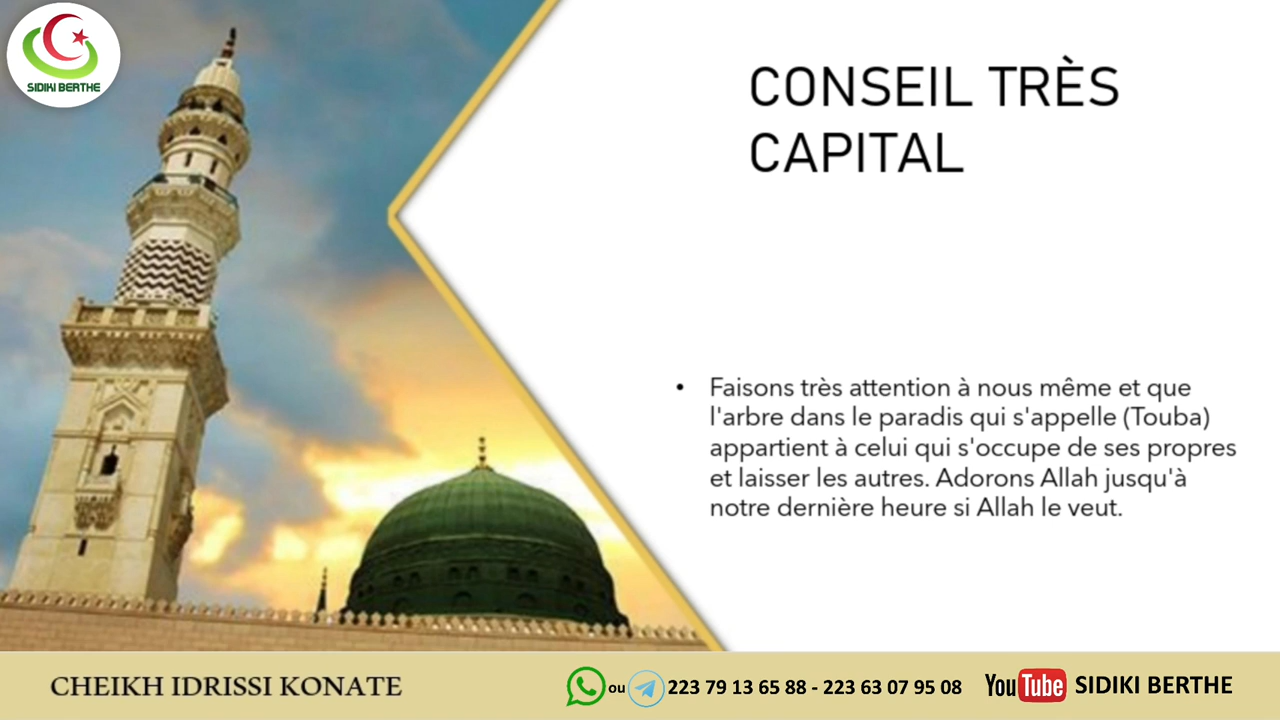 SIDIKI BERTHE
CONSEIL TRÈS
CAPITAL
• Faisons très attention à nous même et que
l'arbre dans le paradis qui s'appelle (Touba)
appartient à celui qui s'occupe de ses propres
et laisser les autres. Adorons Allah jusqu'à
notre dernière heure si Allah le veut.
CHEIKH IDRISSI KONATE
ou 223 79 13 65 88 - 223 63 07 95 08
YouTube SIDIKI BERTHE